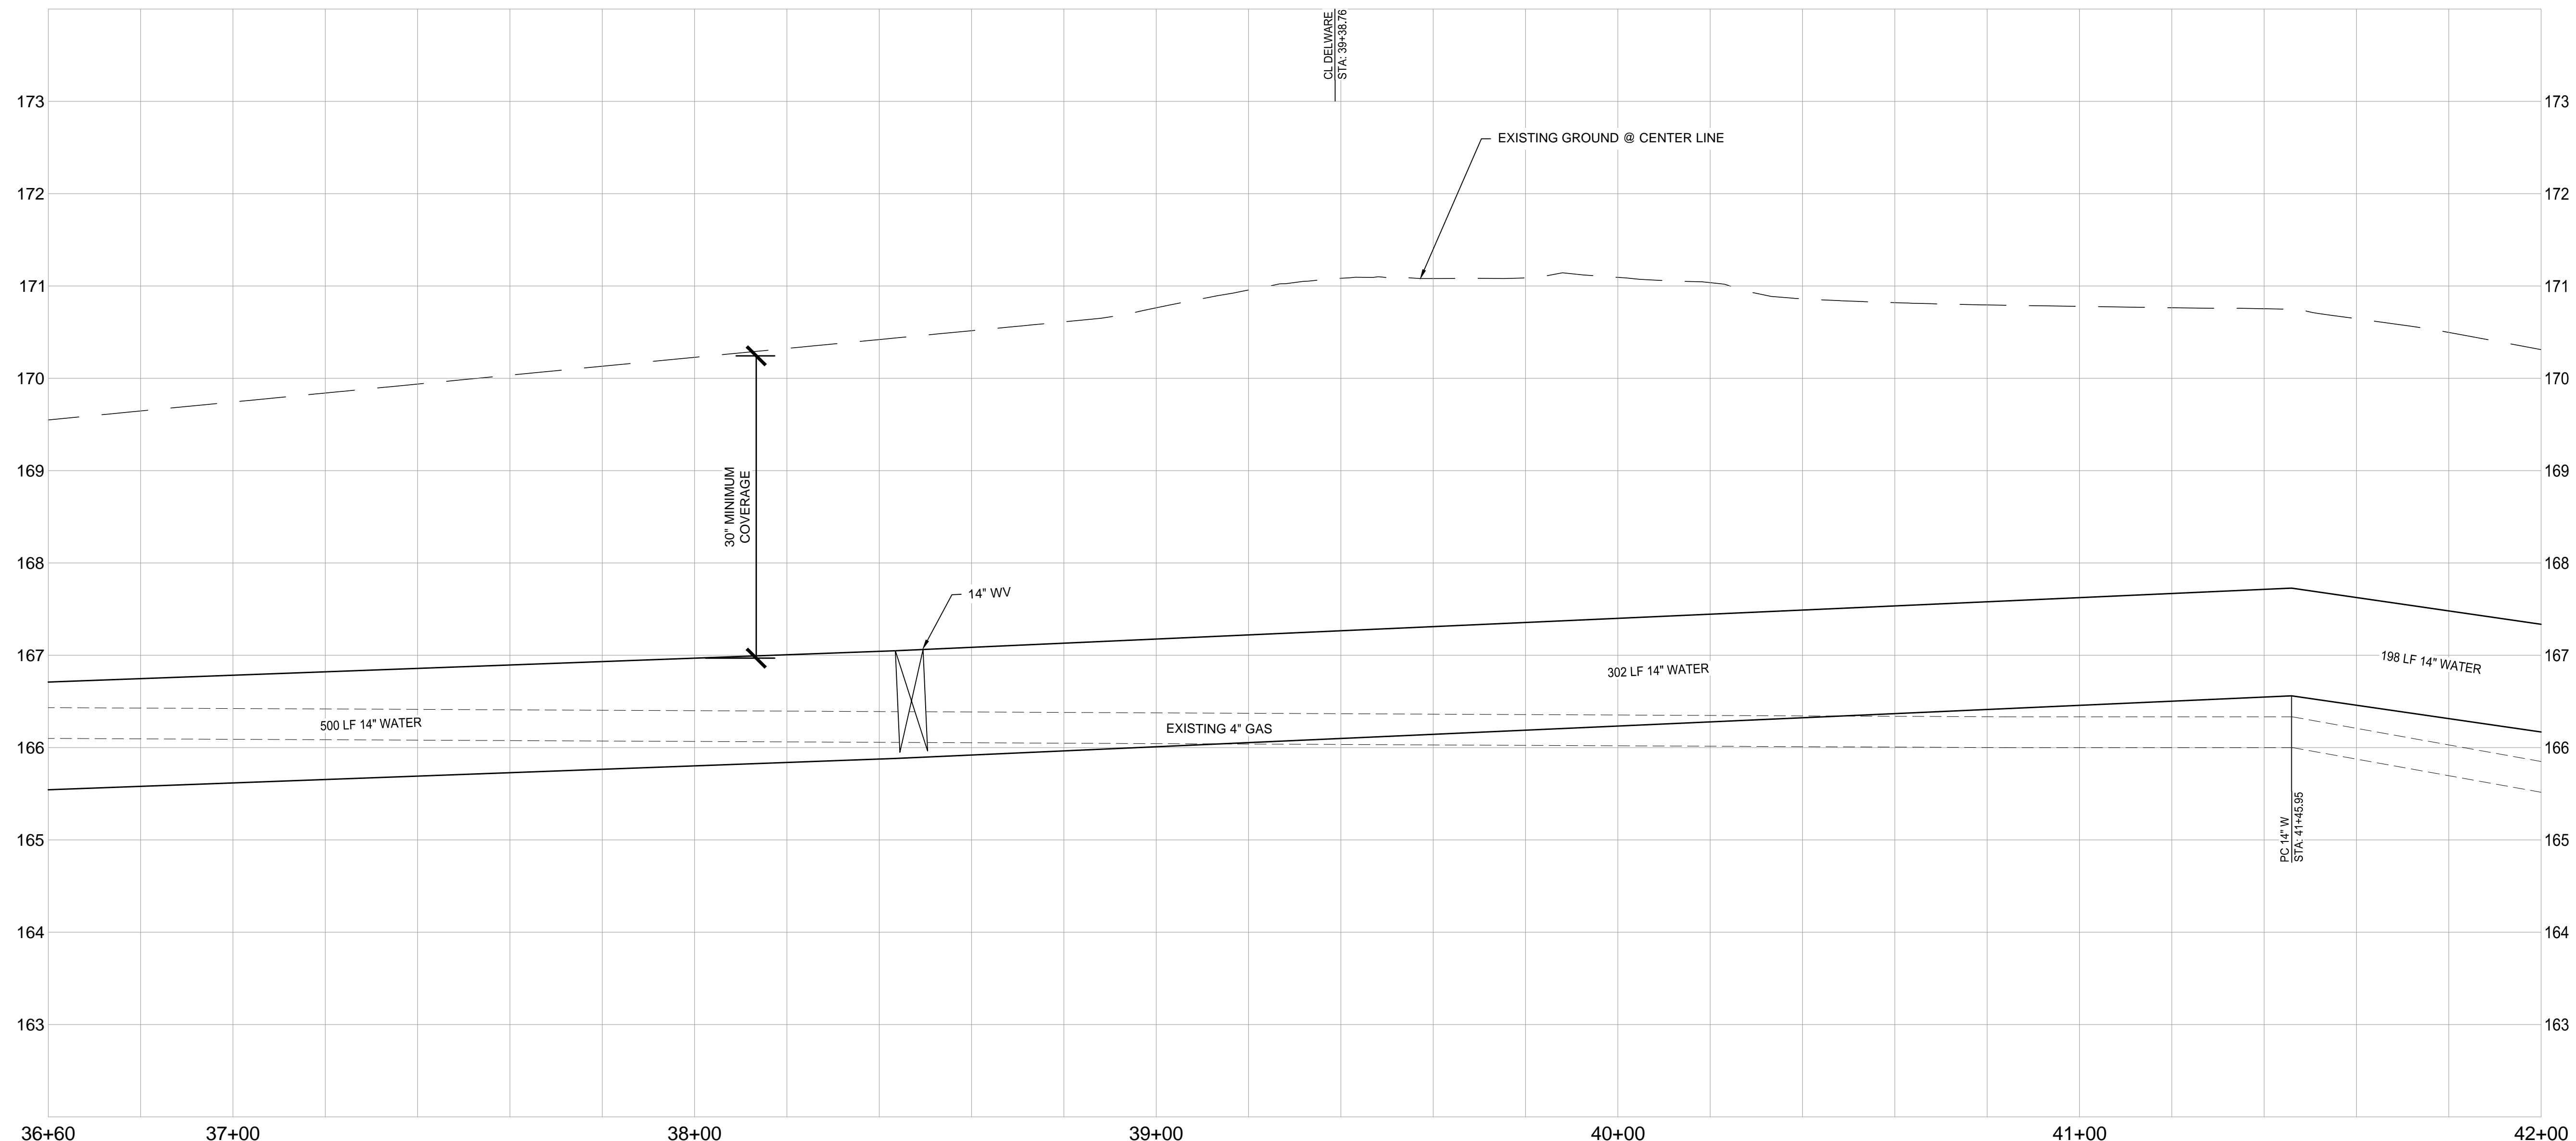 CL DELWARE
STA: 39+38.76
173
173
EXISTING GROUND @ CENTER LINE
172
172
171
171
170
170
169
169
30" MINIMUM
COVERAGE
168
168
14" WV
167
167
302 LF 14" WATER
198 LF 14" WATER
500 LF 14" WATER
EXISTING 4" GAS
166
166
PC 14" W
STA: 41+45.95
165
165
164
164
163
163
36+60
37+00
38+00
39+00
40+00
41+00
42+00